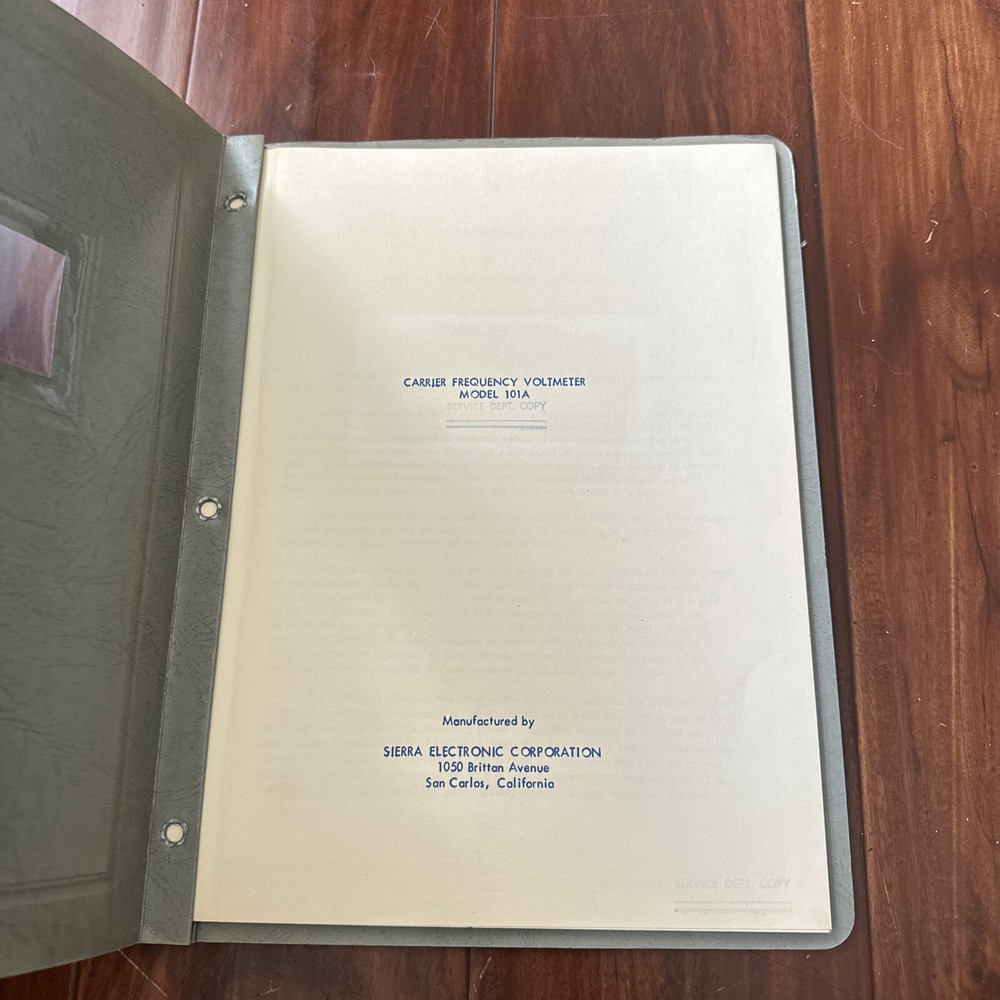 CARRIER FREQUENCY VOLTMETER
MODEL 101A
SERVICE DEPT. COPY
Manufactured by
SIERRA ELECTRONIC CORPORATION
1050 Brittan Avenue
San Carlos, California
SERVICE DEPT. COPY